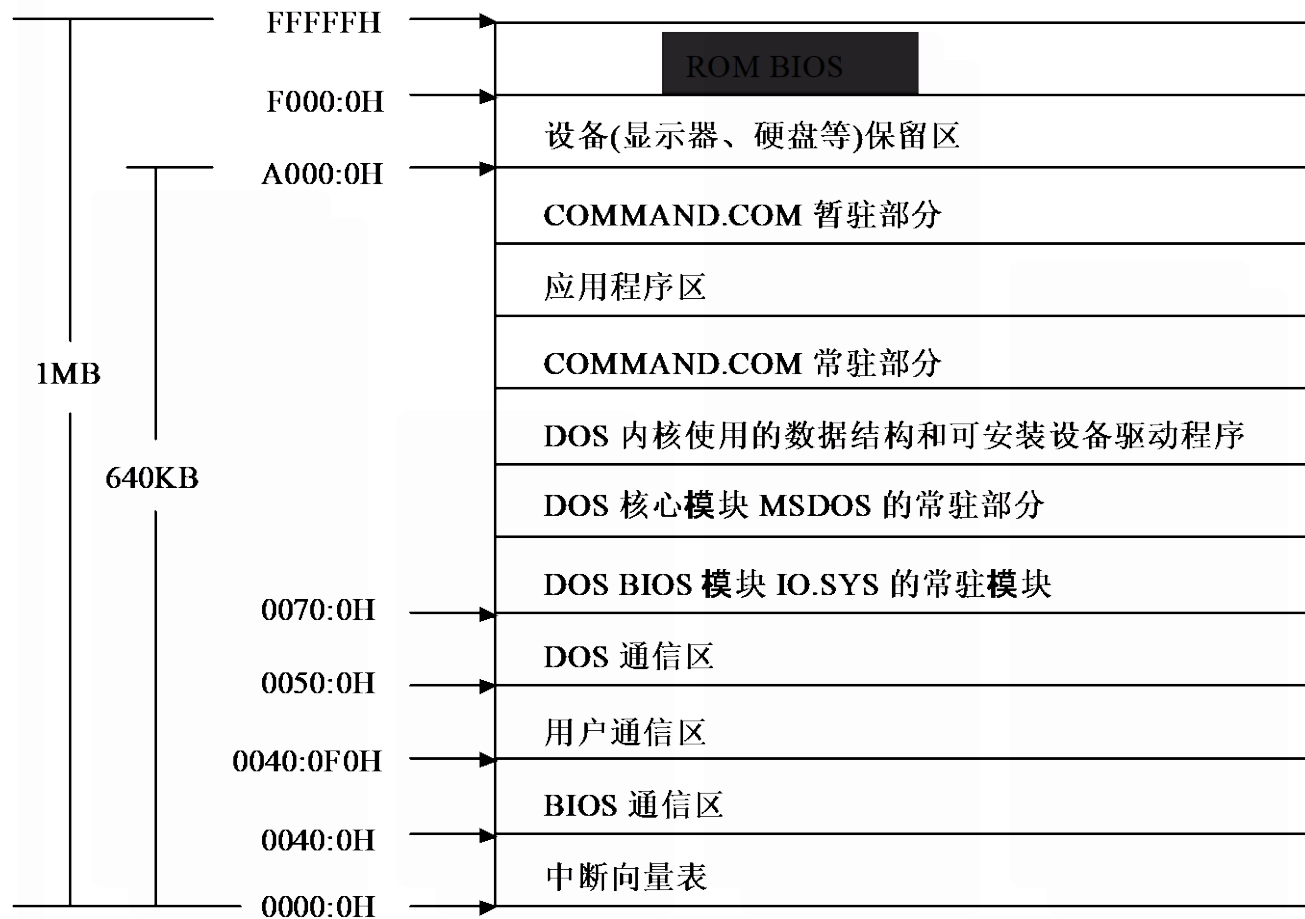 FFFFFH
ROM BIOS
F000:0H
设备(显示器、硬盘等)保留区
A000:0H
COMMAND.COM 暂驻部分
应用程序区
COMMAND.COM 常驻部分
1MB
DOS 内核使用的数据结构和可安装设备驱动程序
640KB
DOS 核心模块 MSDOS 的常驻部分
DOS BIOS 模块 IO.SYS 的常驻模块
0070:0H
DOS 通信区
0050:0H
用户通信区
0040:0F0H
BIOS 通信区
0040:0H
中断向量表
0000:0H